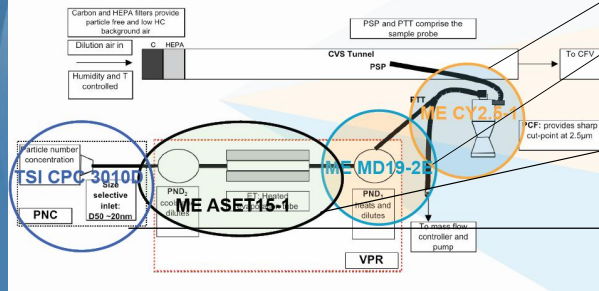 Carbon and HEPA filters provide
particle free and low HC
background air
PSP and PTT comprise the
sample probe
Dilution air in
C HEPA
CVS Tunnel
PSP
To CFV
Humidity and T
controlled
PTT
ME CY2.5-1
PCF: provides sharp
cut-point at 2.5µm
Particle number
concentration
TSI CPC 3010D
Size
selective
inlet:
D50 ~20nm
PNC
PND2
dilutes
ET: Heated
evaporation tube
ME ASET15-1
ME MD19-2E
PND1
heats and
dilutes
VPR
To mass flow
controller and
pump